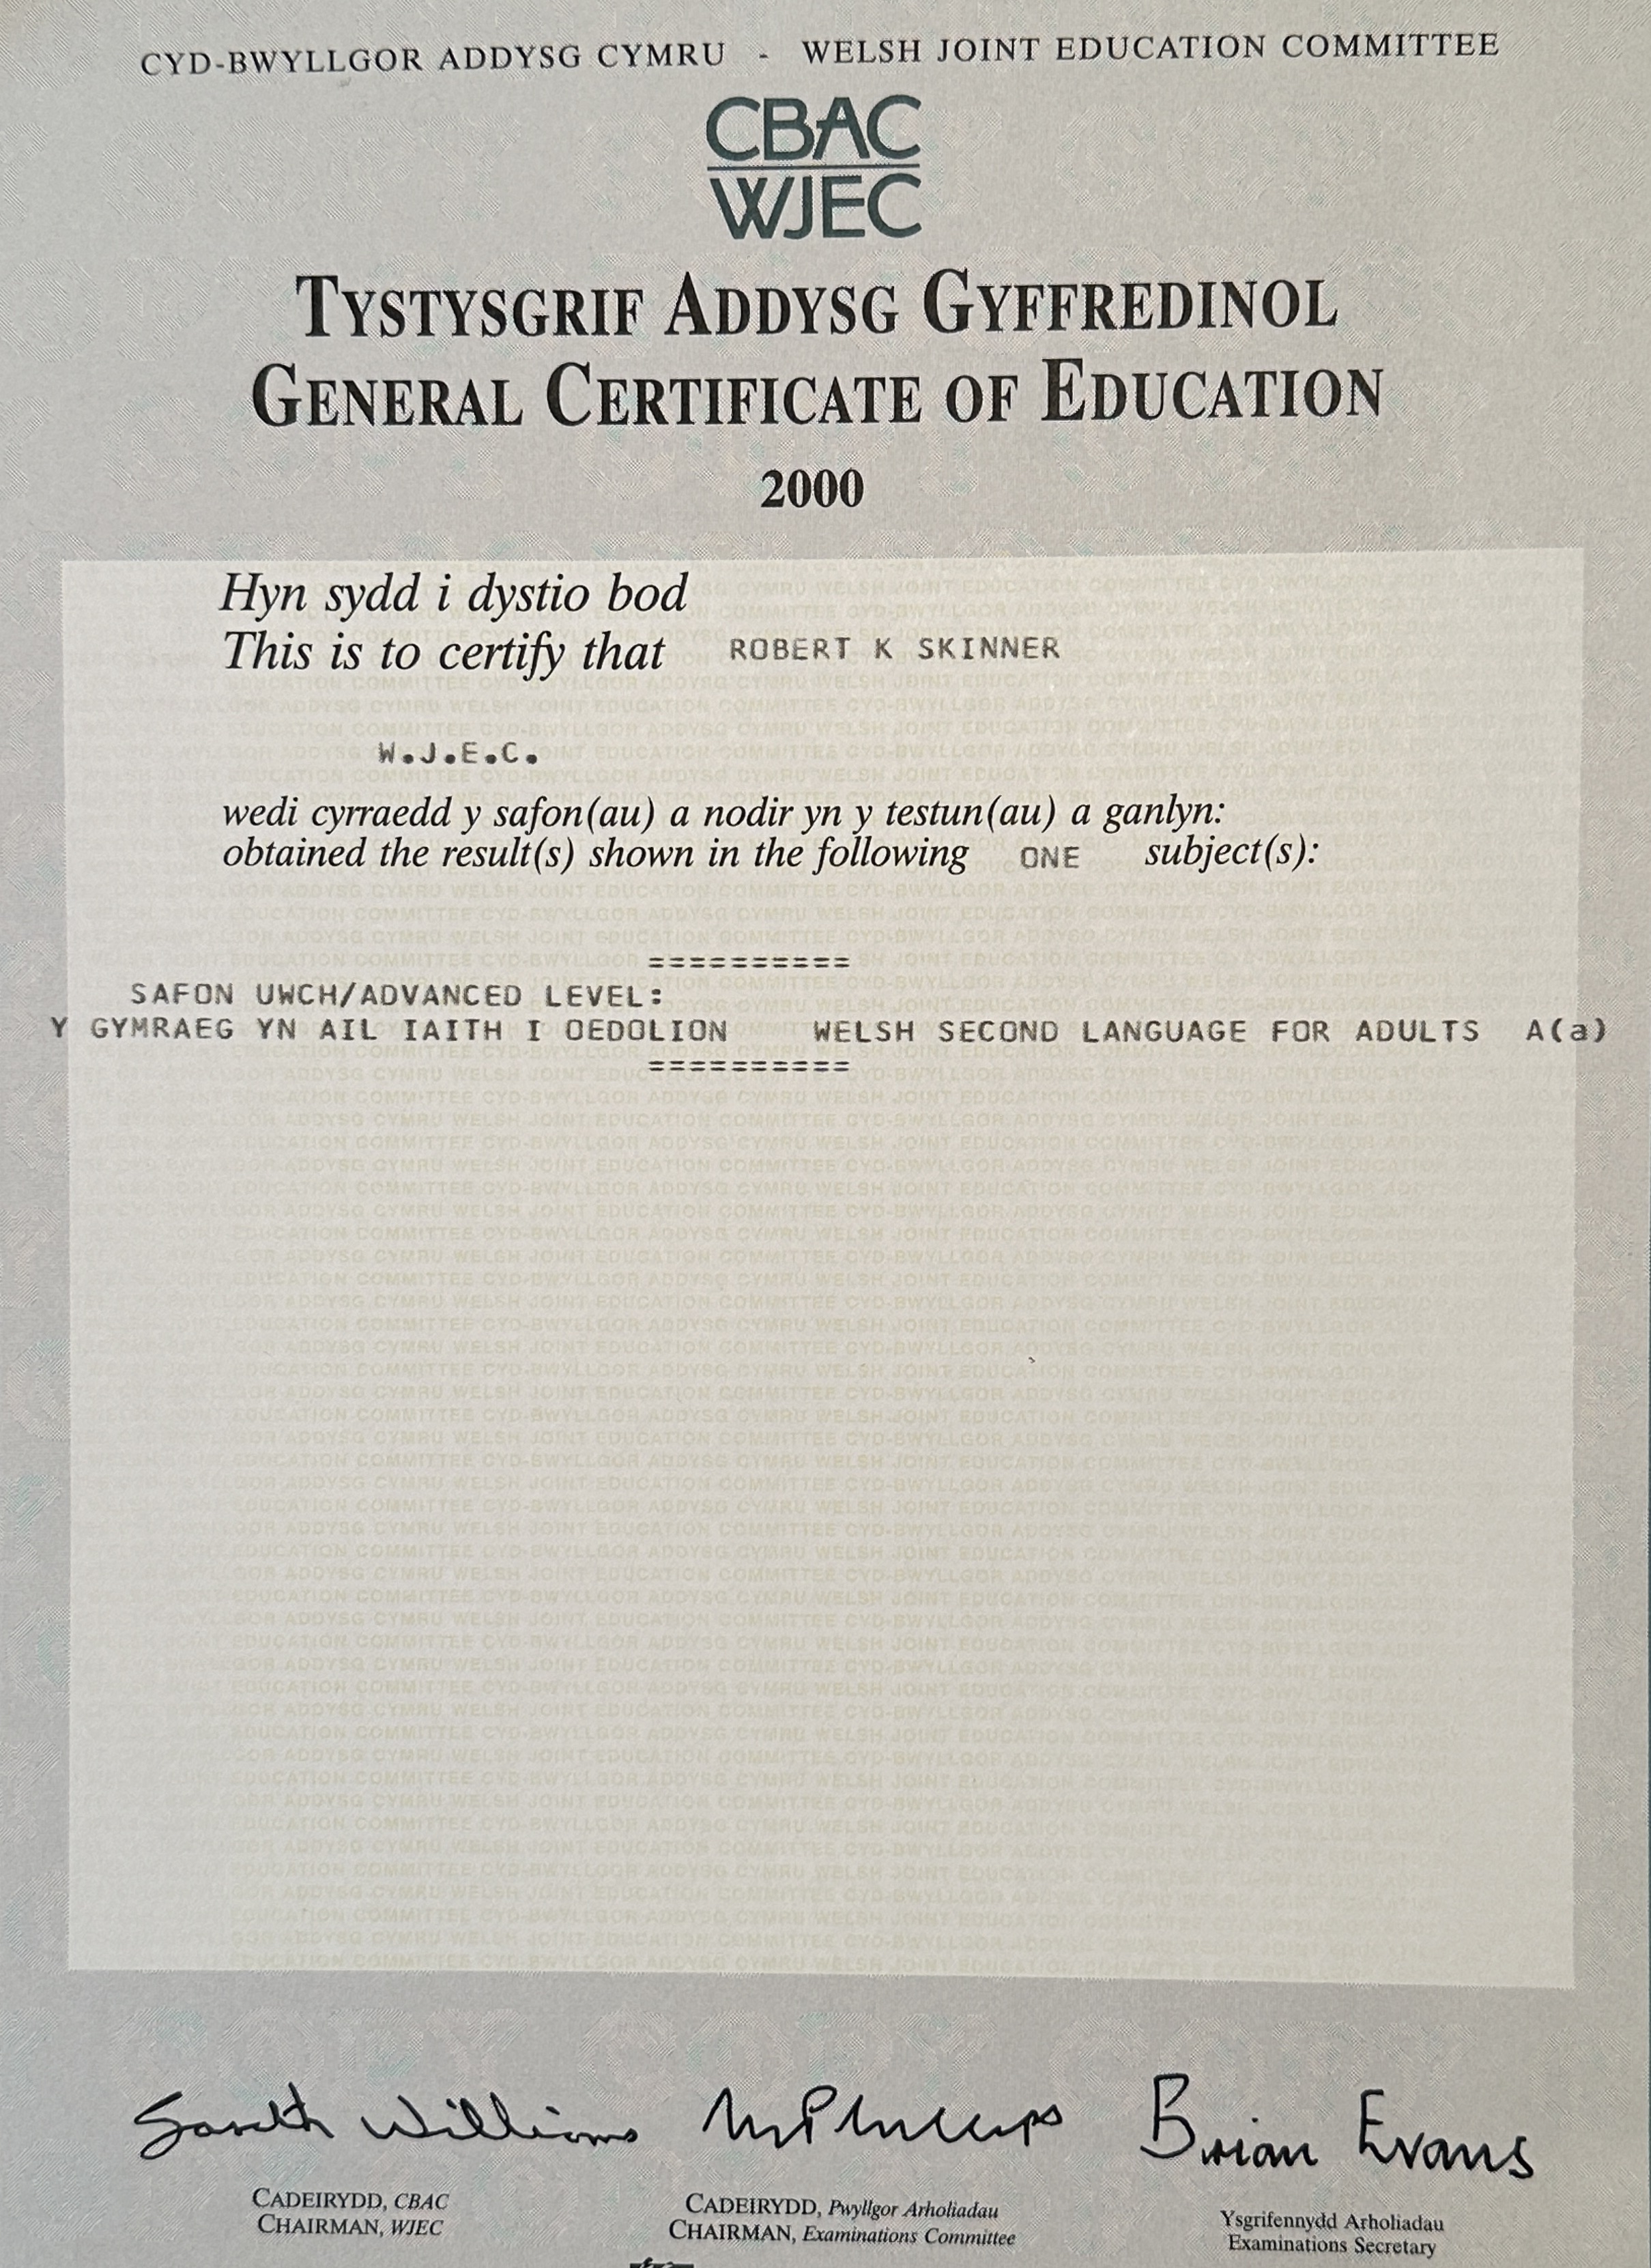 CYD-BWYLLGOR ADDYSG CYMRU - WELSH JOINT EDUCATION COMMITTEE
CBAC
WJEC
TYSTYSGRIF ADDYSG GYFFREDINOL
GENERAL CERTIFICATE OF EDUCATION
2000
Hyn sydd i dystio bod
This is to certify that ROBERT K SKINNER
W.J.E.C.
wedi cyrraedd y safon(au) a nodir yn y testun(au) a ganlyn:
obtained the result(s) shown in the following ONE subject(s):
==========
SAFON UWCH/ADVANCED LEVEL:
Y GYMRAEG YN AIL IAITH I OEDOLION WELSH SECOND LANGUAGE FOR ADULTS A(a)
==========
Gareth Williams M P Phillips Brian Evans
CADEIRYDD, CBAC
CHAIRMAN, WJEC
CADEIRYDD, Pwyllgor Arholiadau
CHAIRMAN, Examinations Committee
Ysgrifennydd Arholiadau
Examinations Secretary